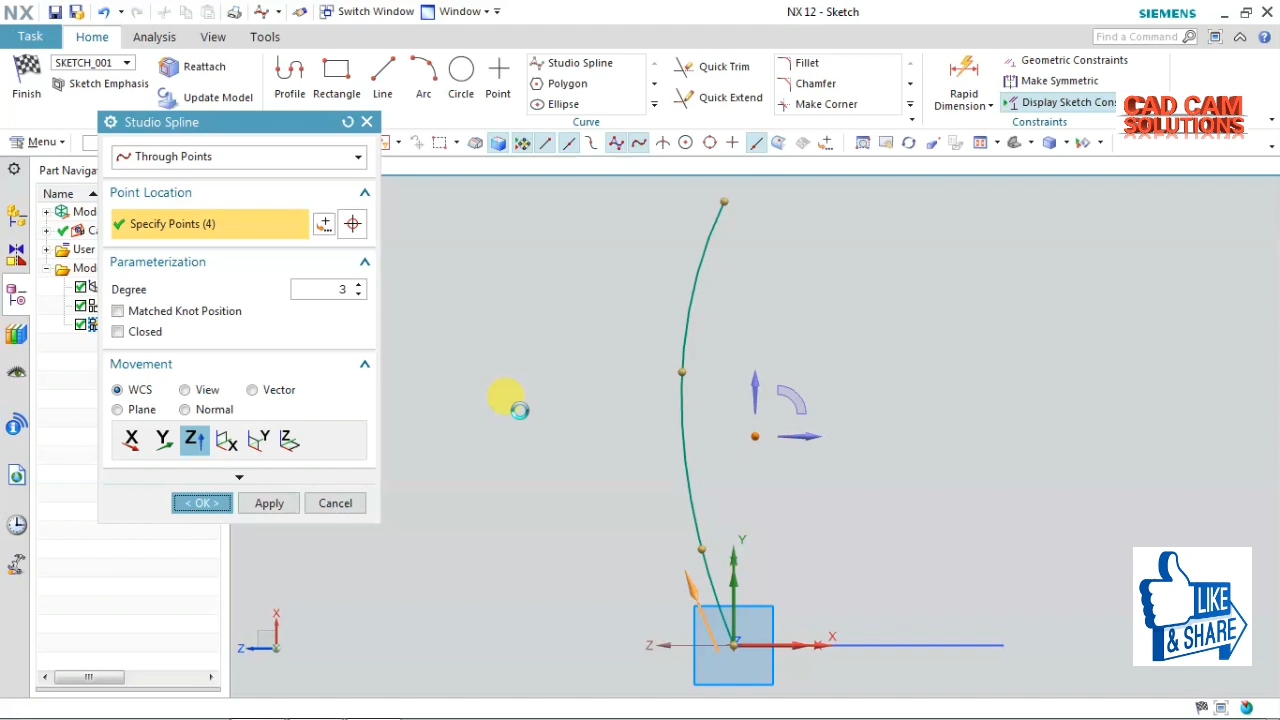 NX
Switch Window
Window
NX 12 - Sketch
SIEMENS
Task
Home
Analysis
View
Tools
Find a Command
SKETCH_001
Reattach
Finish
Sketch Emphasis
Update Model
Profile
Rectangle
Line
Arc
Circle
Point
Studio Spline
Polygon
Ellipse
Curve
Quick Trim
Quick Extend
Fillet
Chamfer
Make Corner
Rapid
Dimension
Geometric Constraints
Make Symmetric
Display Sketch Cons
Constraints
CAD CAM
SOLUTIONS
Menu
Part Naviga
Name
Mod
Ca
User
Mod
Studio Spline
Through Points
Point Location
Specify Points (4)
Parameterization
Degree
3
Matched Knot Position
Closed
Movement
WCS
View
Vector
Plane
Normal
X
Y
Z
X
Y
Z
< OK >
Apply
Cancel
Y
Z
Z
X
X
Z
LIKE
& SHARE